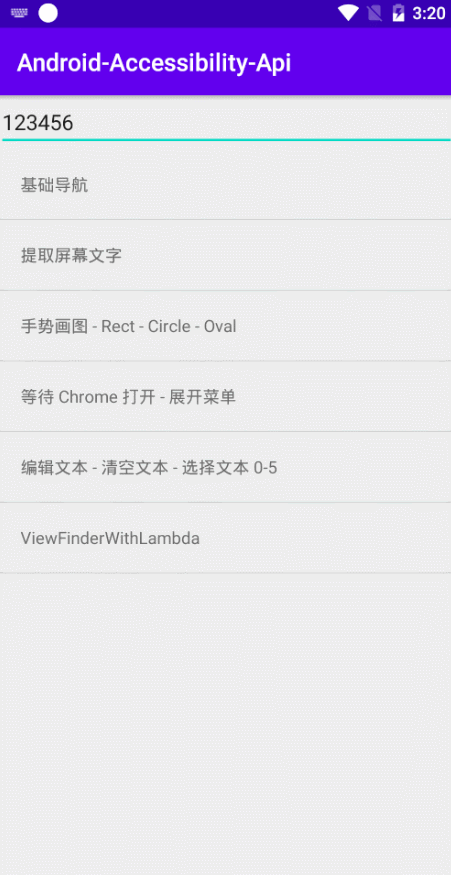 3:20
Android-Accessibility-Api
123456
基础导航
提取屏幕文字
手势画图 - Rect - Circle - Oval
等待 Chrome 打开 - 展开菜单
编辑文本 - 清空文本 - 选择文本 0-5
ViewFinderWithLambda